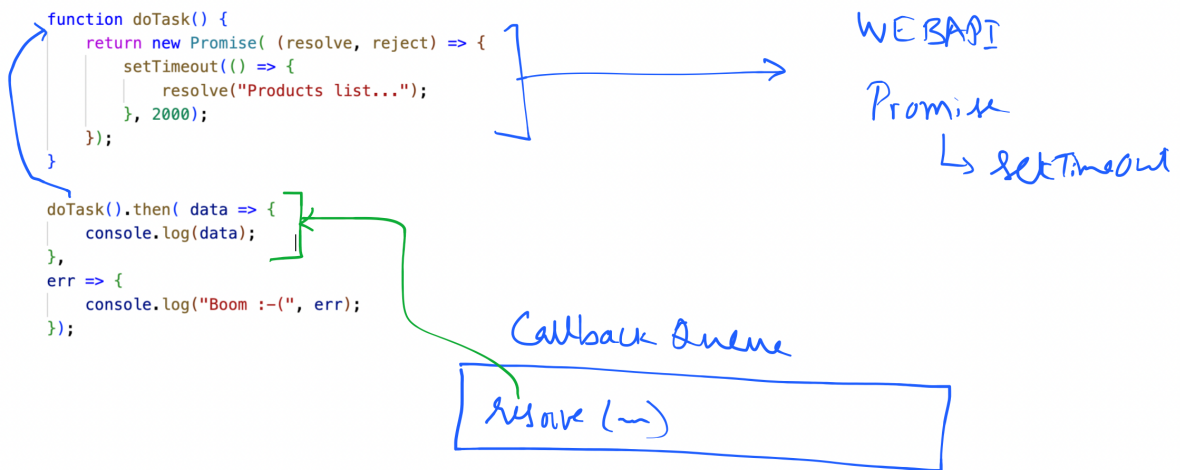 function doTask() {
return new Promise( (resolve, reject) => {
setTimeout(() => {
resolve("Products list...");
}, 2000);
});
}
doTask().then( data => {
console.log(data);
},
err => {
console.log("Boom :-(", err);
});
WEBAPI
Promise
SetTimeOut
Callback Queue
resolve (—)